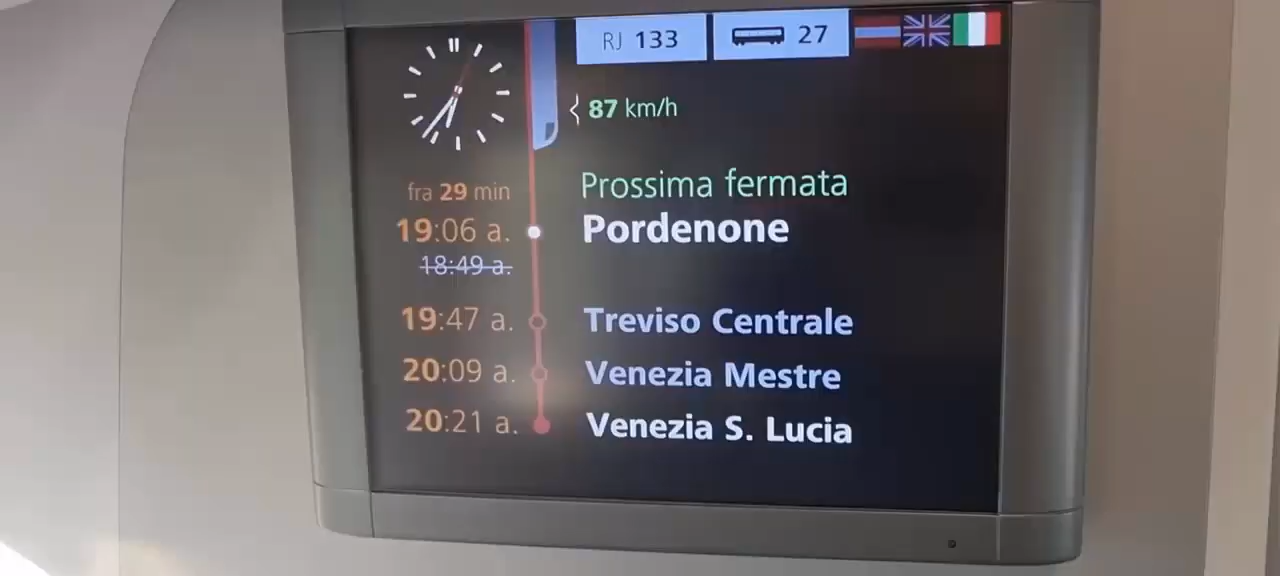 RJ 133
27
87 km/h
fra 29 min
Prossima fermata
19:06 a. Pordenone
18:49 a.
19:47 a. Treviso Centrale
20:09 a. Venezia Mestre
20:21 a. Venezia S. Lucia